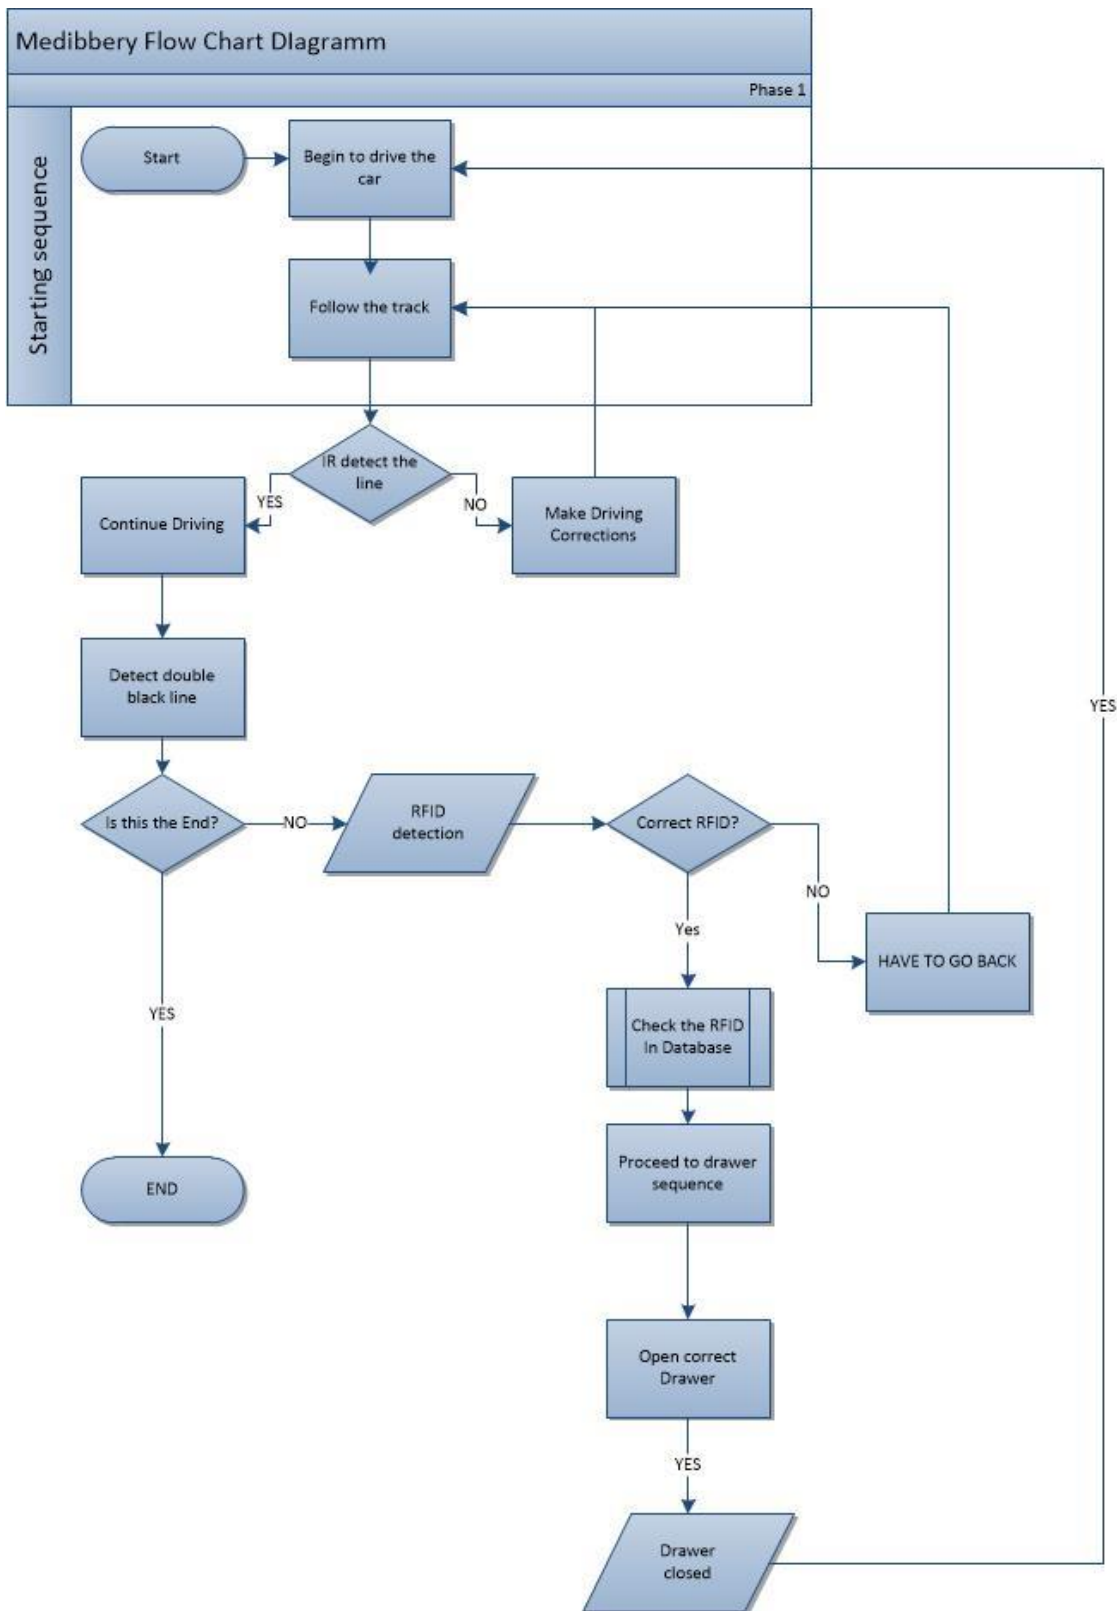 Medibbery Flow Chart DIagramm
Phase 1
Starting sequence
Start
Begin to drive the
car
Follow the track
IR detect the
line
YES
NO
Continue Driving
Make Driving
Corrections
Detect double
black line
YES
Is this the End?
NO
RFID
detection
Correct RFID?
NO
Yes
HAVE TO GO BACK
YES
Check the RFID
In Database
Proceed to drawer
sequence
END
Open correct
Drawer
YES
Drawer
closed